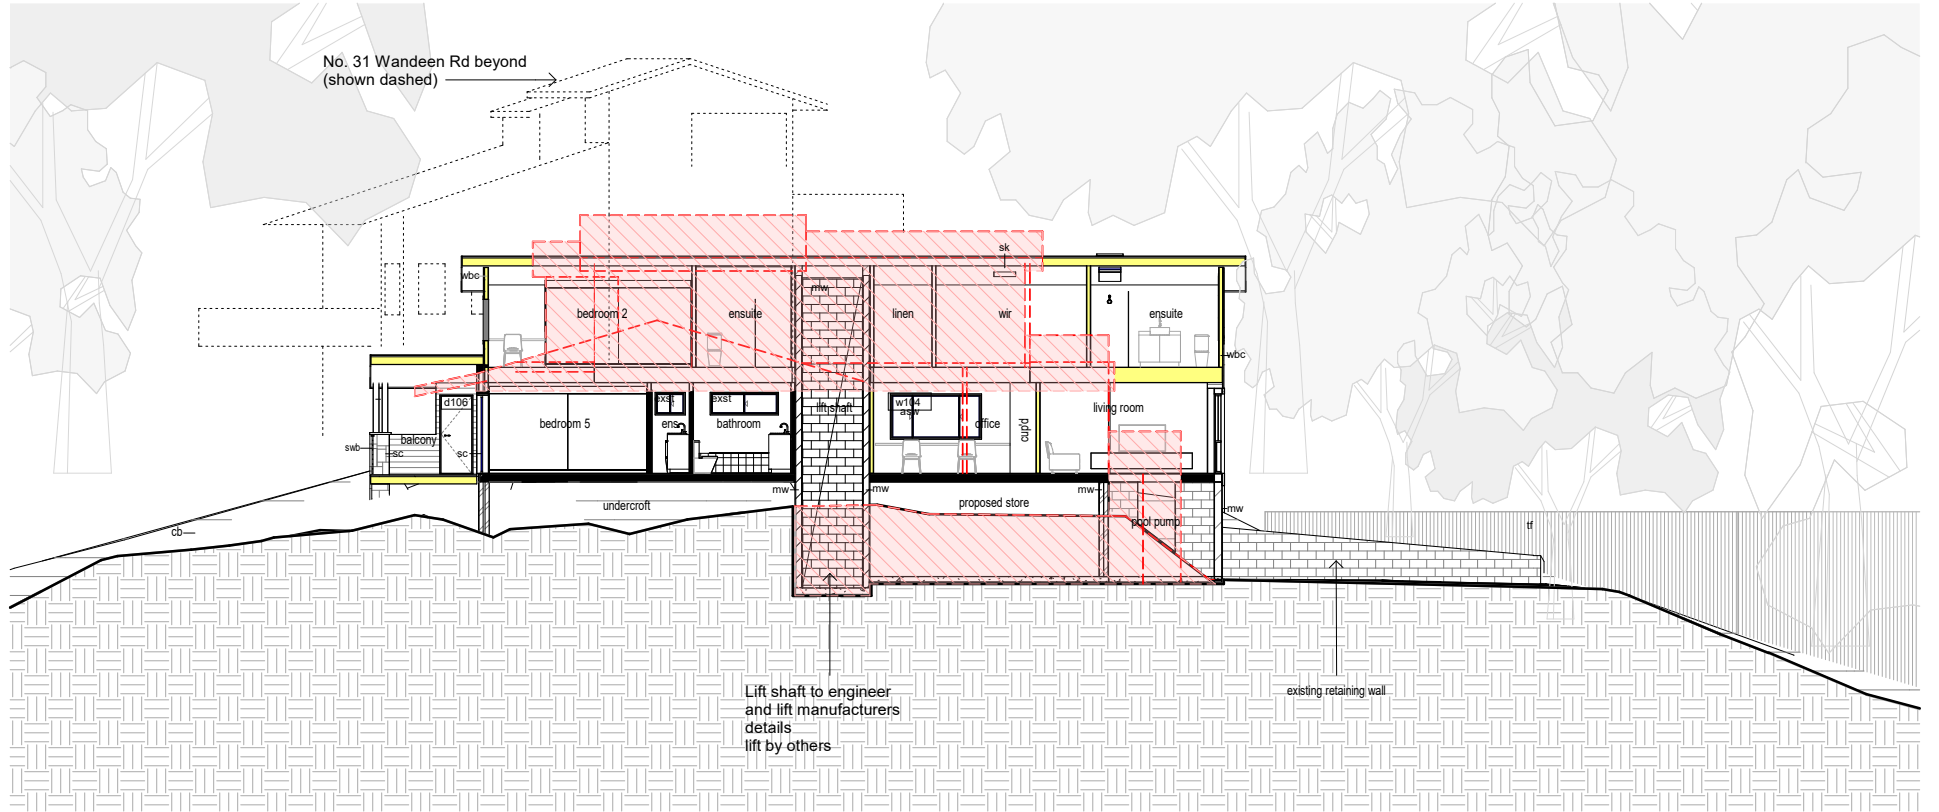 No. 31 Wandeen Rd beyond
(shown dashed)
sk
wbc
mw
bedroom 2
ensuite
linen
wir
ensuite
wbc
d106
exst
exst
lift shaft
w104
asw
living room
bedroom 5
ens
bathroom
office
cup'd
balcony
swb
sc
sc
mw
mw
mw
undercroft
proposed store
pool pump
mw
tf
cb
Lift shaft to engineer
and lift manufacturers
details
lift by others
existing retaining wall